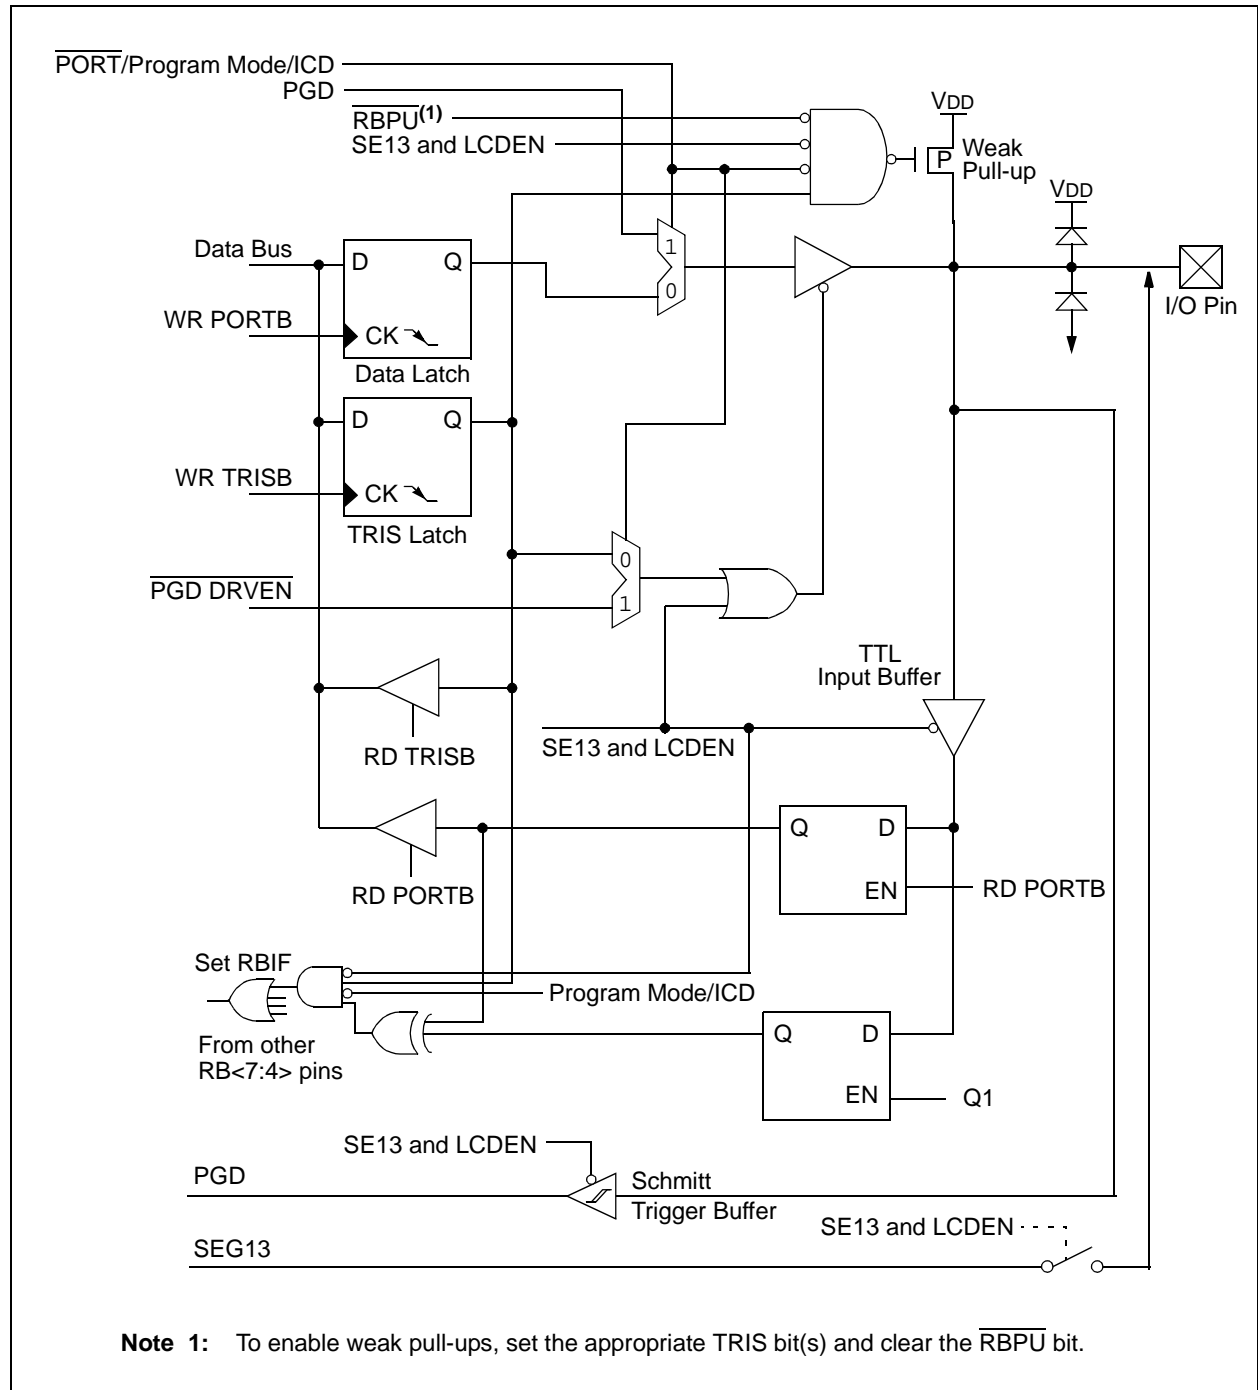 PORT/Program Mode/ICD
PGD
RBPU(1)
SE13 and LCDEN
VDD
P
Weak
Pull-up
VDD
1
0
I/O Pin
Data Bus
D
Q
WR PORTB
CK
Data Latch
D
Q
WR TRISB
CK
TRIS Latch
0
1
PGD DRVEN
TTL
Input Buffer
SE13 and LCDEN
RD TRISB
Q
D
EN
RD PORTB
RD PORTB
Set RBIF
Program Mode/ICD
From other
RB<7:4> pins
Q
D
EN
Q1
SE13 and LCDEN
PGD
Schmitt
Trigger Buffer
SE13 and LCDEN
SEG13
Note 1: To enable weak pull-ups, set the appropriate TRIS bit(s) and clear the RBPU bit.